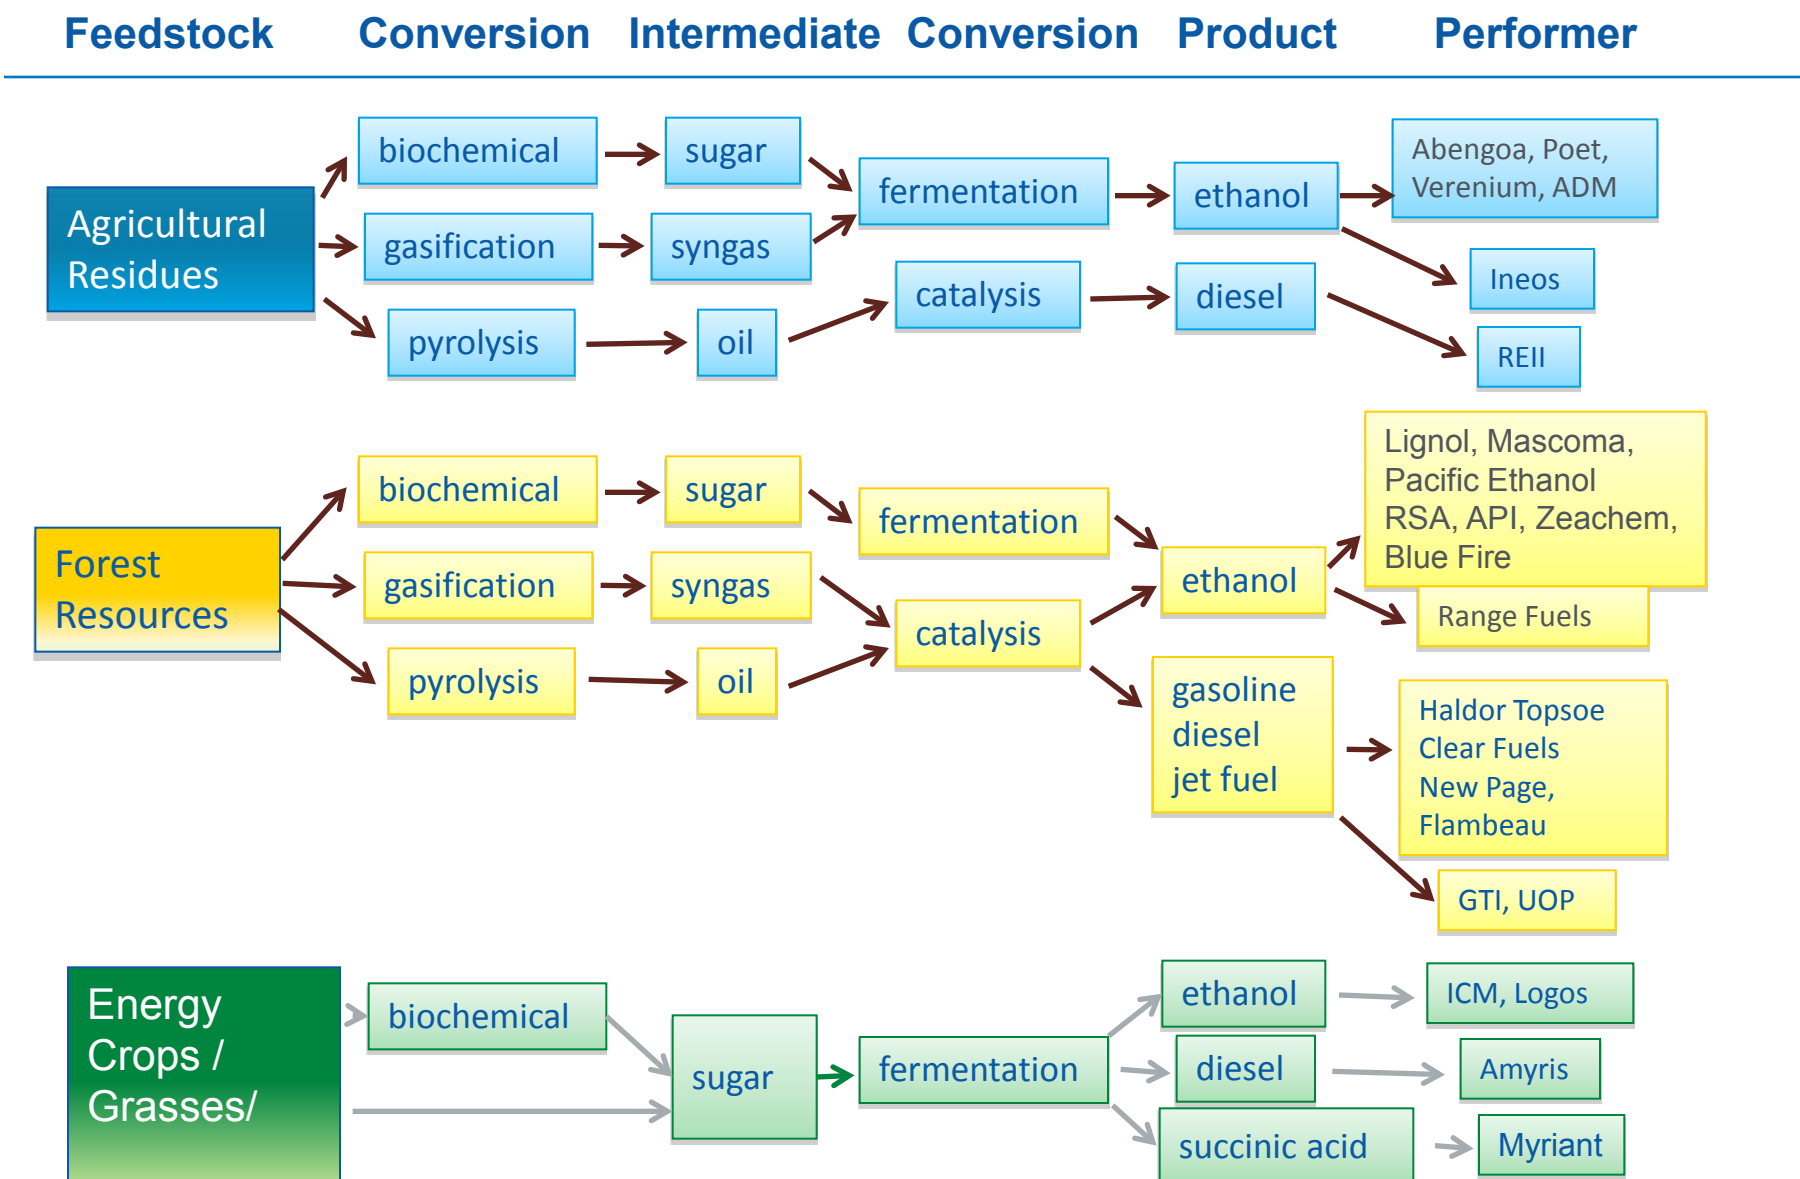 Feedstock Conversion Intermediate Conversion Product Performer
Agricultural
Residues
biochemical
sugar
gasification
syngas
pyrolysis
oil
fermentation
catalysis
ethanol
diesel
Abengoa, Poet,
Verenium, ADM
Ineos
REII
Forest
Resources
biochemical
sugar
gasification
syngas
pyrolysis
oil
fermentation
catalysis
ethanol
gasoline
diesel
jet fuel
Lignol, Mascoma,
Pacific Ethanol
RSA, API, Zeachem,
Blue Fire
Range Fuels
Haldor Topsoe
Clear Fuels
New Page,
Flambeau
GTI, UOP
Energy
Crops /
Grasses/
biochemical
sugar
fermentation
ethanol
diesel
succinic acid
ICM, Logos
Amyris
Myriant